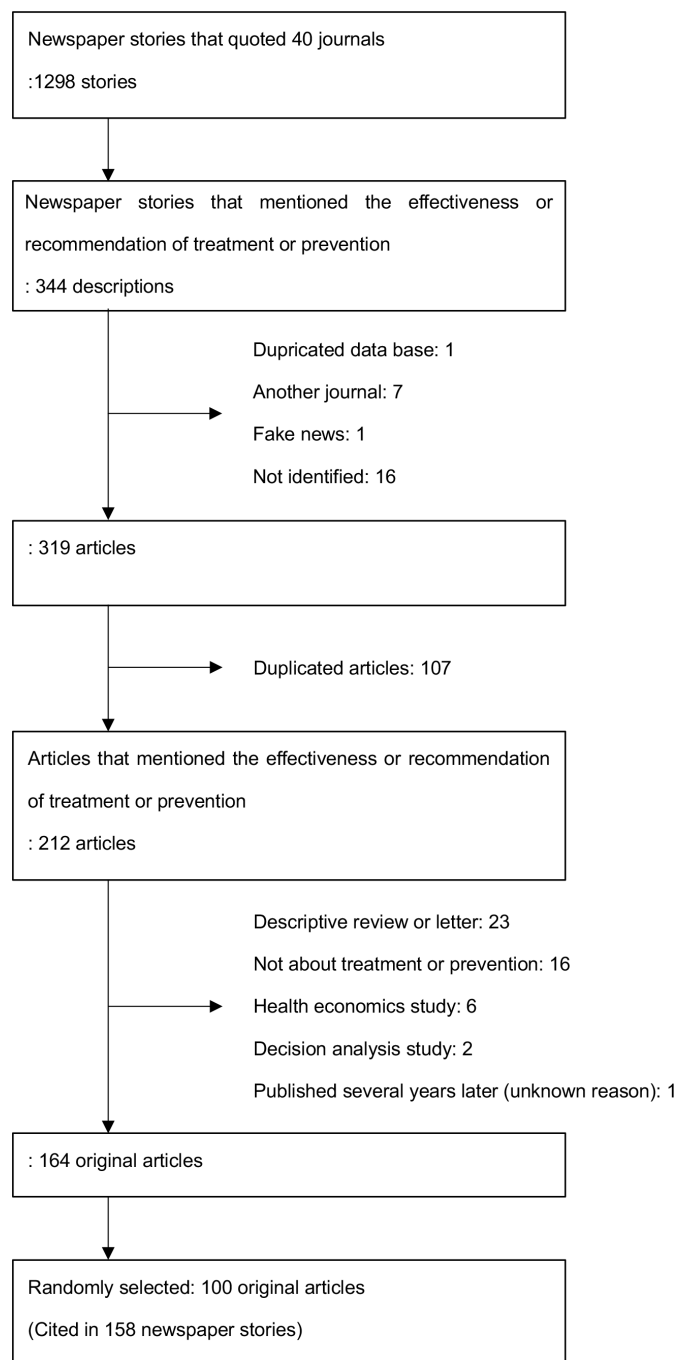 Newspaper stories that quoted 40 journals
:1298 stories
Newspaper stories that mentioned the effectiveness or
recommendation of treatment or prevention
: 344 descriptions
Dupricated data base: 1
Another journal: 7
Fake news: 1
Not identified: 16
: 319 articles
Duplicated articles: 107
Articles that mentioned the effectiveness or recommendation
of treatment or prevention
: 212 articles
Descriptive review or letter: 23
Not about treatment or prevention: 16
Health economics study: 6
Decision analysis study: 2
Published several years later (unknown reason): 1
: 164 original articles
Randomly selected: 100 original articles
(Cited in 158 newspaper stories)